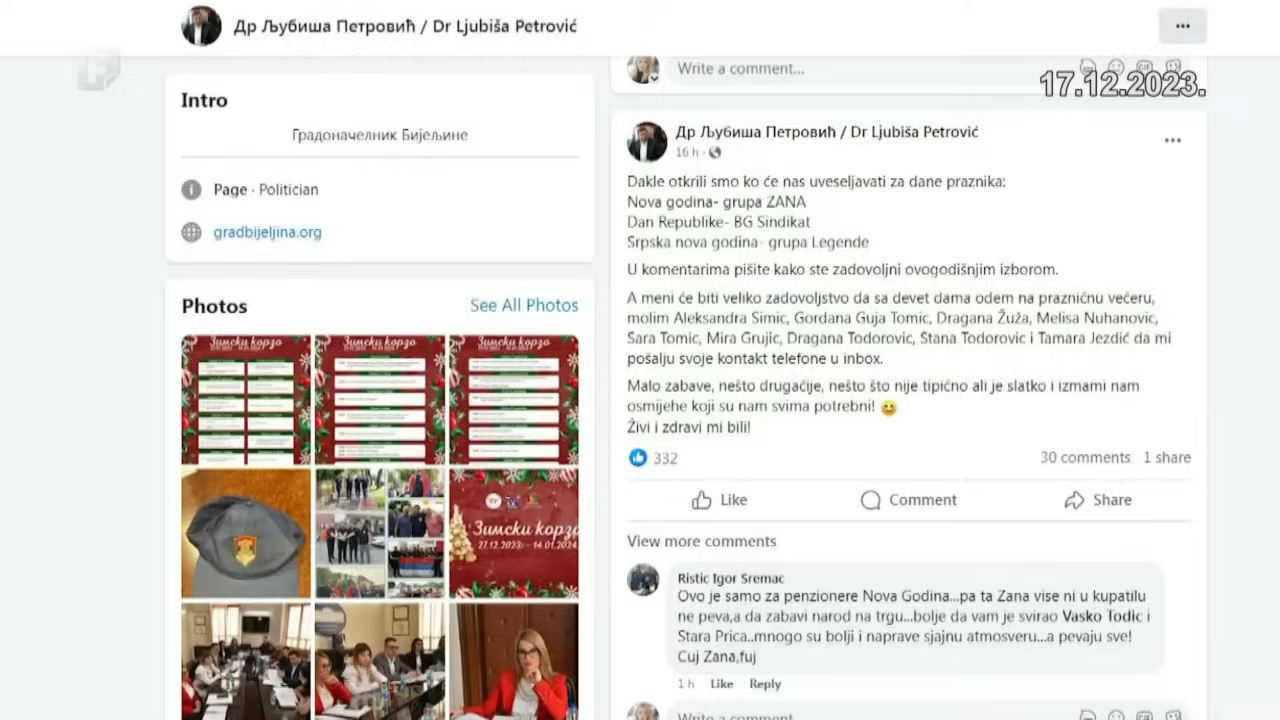 Др Љубиша Петровић / Dr Ljubiša Petrović
Intro
Градоначелник Бијељине
Page · Politician
gradbijeljina.org
Photos
See All Photos
Зимски корзо
Зимски корзо
Зимски корзо
Зимски корзо
27.12.2023. - 14.01.2024.
Write a comment...
17.12.2023.
Др Љубиша Петровић / Dr Ljubiša Petrović
16 h ·
Dakle otkrili smo ko će nas uveseljavati za dane praznika:
Nova godina- grupa ZANA
Dan Republike- BG Sindikat
Srpska nova godina- grupa Legende
U komentarima pišite kako ste zadovoljni ovogodišnjim izborom.
A meni će biti veliko zadovoljstvo da sa devet dama odem na prazničnu večeru,
molim Aleksandra Simic, Gordana Guja Tomic, Dragana Žuža, Melisa Nuhanovic,
Sara Tomic, Mira Grujic, Dragana Todorovic, Stana Todorovic i Tamara Jezdić da mi
pošalju svoje kontakt telefone u inbox.
Malo zabave, nešto drugačije, nešto što nije tipično ali je slatko i izmami nam
osmijehe koji su nam svima potrebni! 😀
Živi i zdravi mi bili!
332
30 comments 1 share
Like Comment Share
View more comments
Ristic Igor Sremac
Ovo je samo za penzionere Nova Godina...pa ta Zana vise ni u kupatilu
ne peva,a da zabavi narod na trgu...bolje da vam je svirao Vasko Todic i
Stara Prica..mnogo su bolji i naprave sjajnu atmosveru...a pevaju sve!
Cuj Zana,fuj
1 h Like Reply
Write a comment